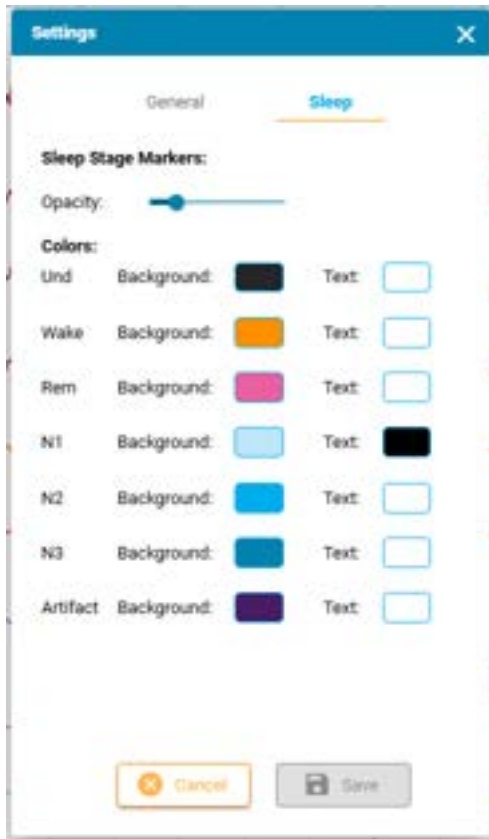 Settings
General Sleep
Sleep Stage Markers:
Opacity:
Colors:
Und Background: Text:
Wake Background: Text:
Rem Background: Text:
N1 Background: Text:
N2 Background: Text:
N3 Background: Text:
Artifact Background: Text:
Cancel Save